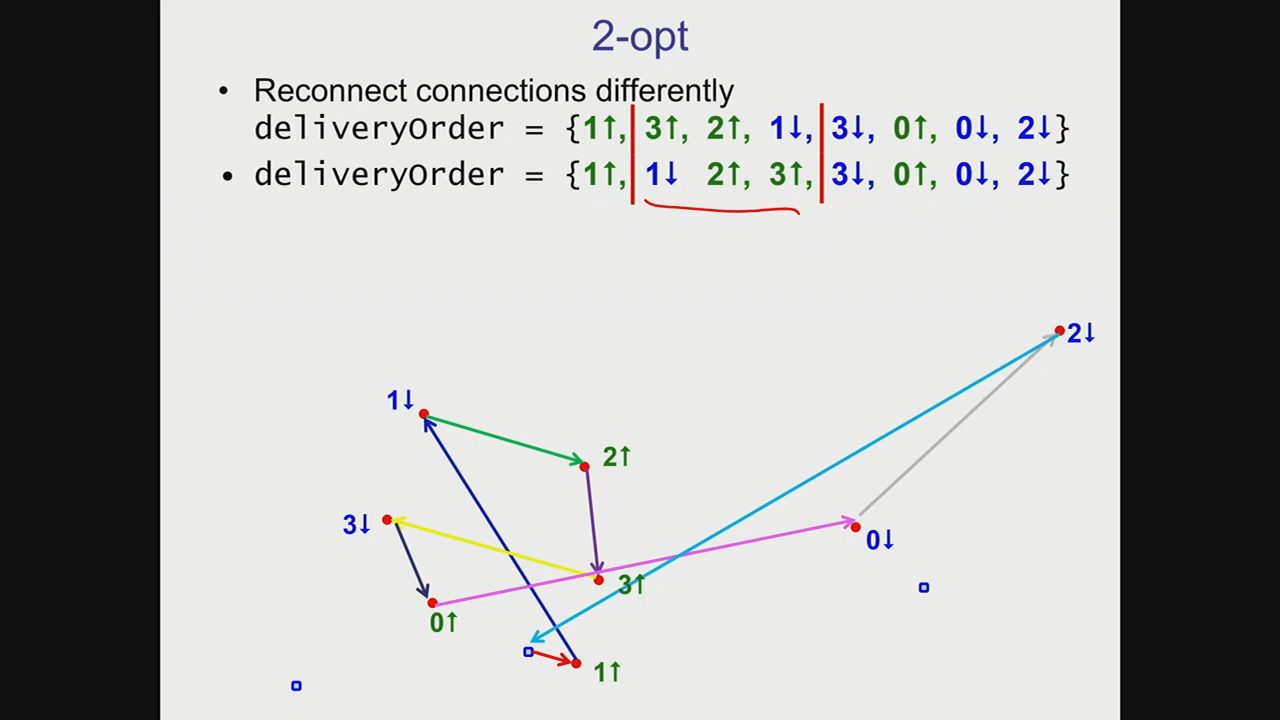 2-opt
• Reconnect connections differently
deliveryOrder = {1↑, 3↑, 2↑, 1↓, 3↓, 0↑, 0↓, 2↓}
• deliveryOrder = {1↑, 1↓ 2↑, 3↑, 3↓, 0↑, 0↓, 2↓}
2↓
1↓
2↑
3↓
0↓
3↑
0↑
1↑